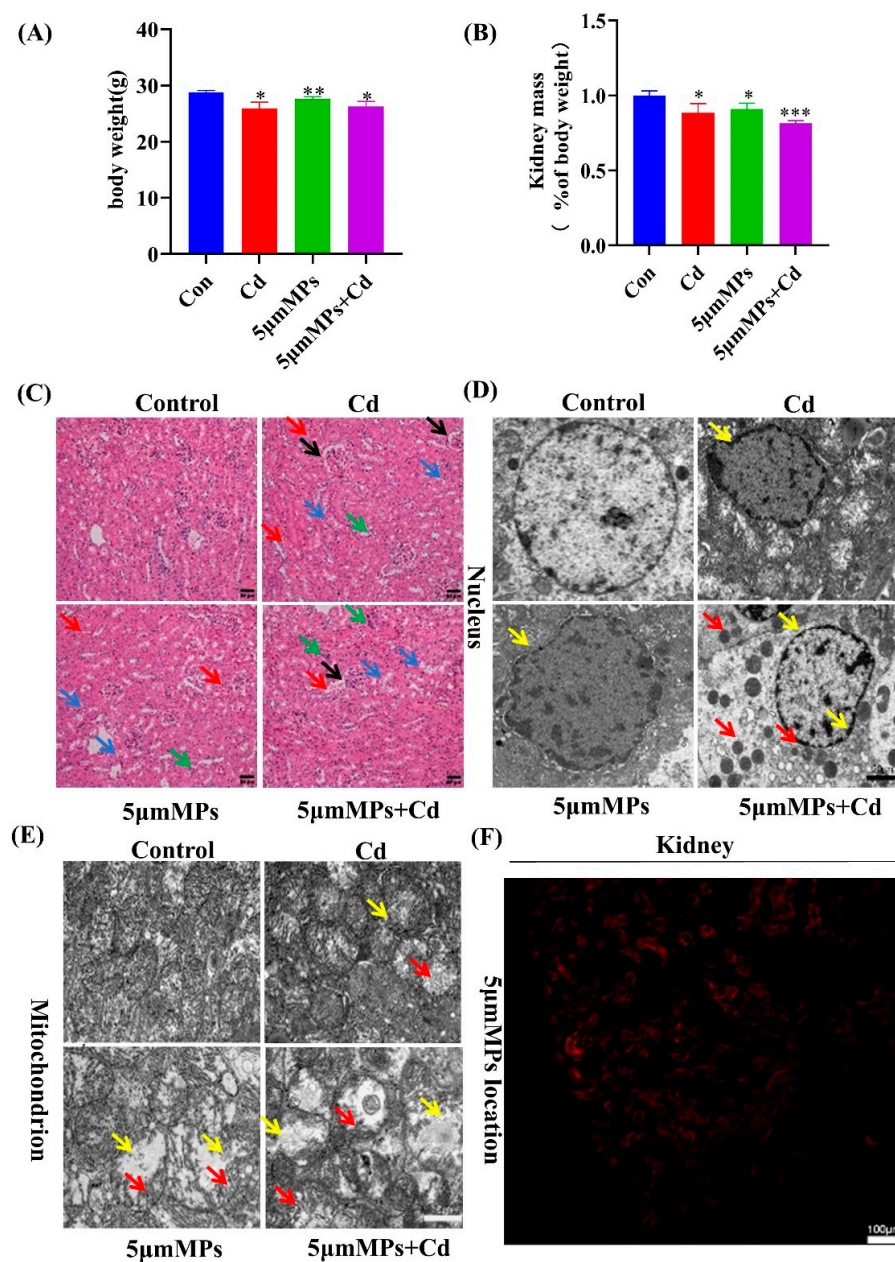 (A)
body weight(g)
40
30
20
10
0
*
**
*
Con
Cd
5μmMPs
5μmMPs+Cd
(B)
Kidney mass
( %of body weight)
1.5
1.0
0.5
0.0
*
*
***
Con
Cd
5μmMPs
5μmMPs+Cd
(C)
Control
Cd
5μmMPs
5μmMPs+Cd
(D)
Control
Cd
Nucleus
5μmMPs
5μmMPs+Cd
(E)
Control
Cd
Mitochondrion
5μmMPs
5μmMPs+Cd
(F)
Kidney
5μmMPs location
100μm